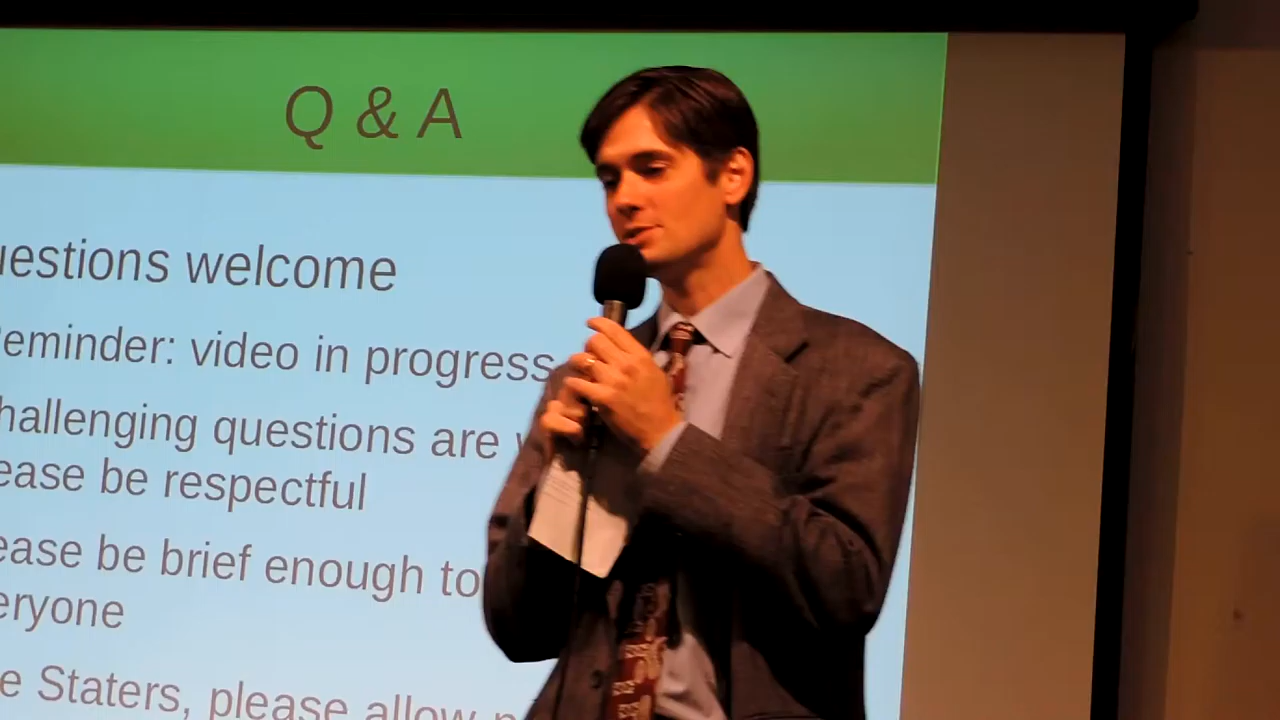 Q & A
uestions welcome
eminder: video in progress
hallenging questions are
ease be respectful
ease be brief enough to
eryone
e Staters, please allow